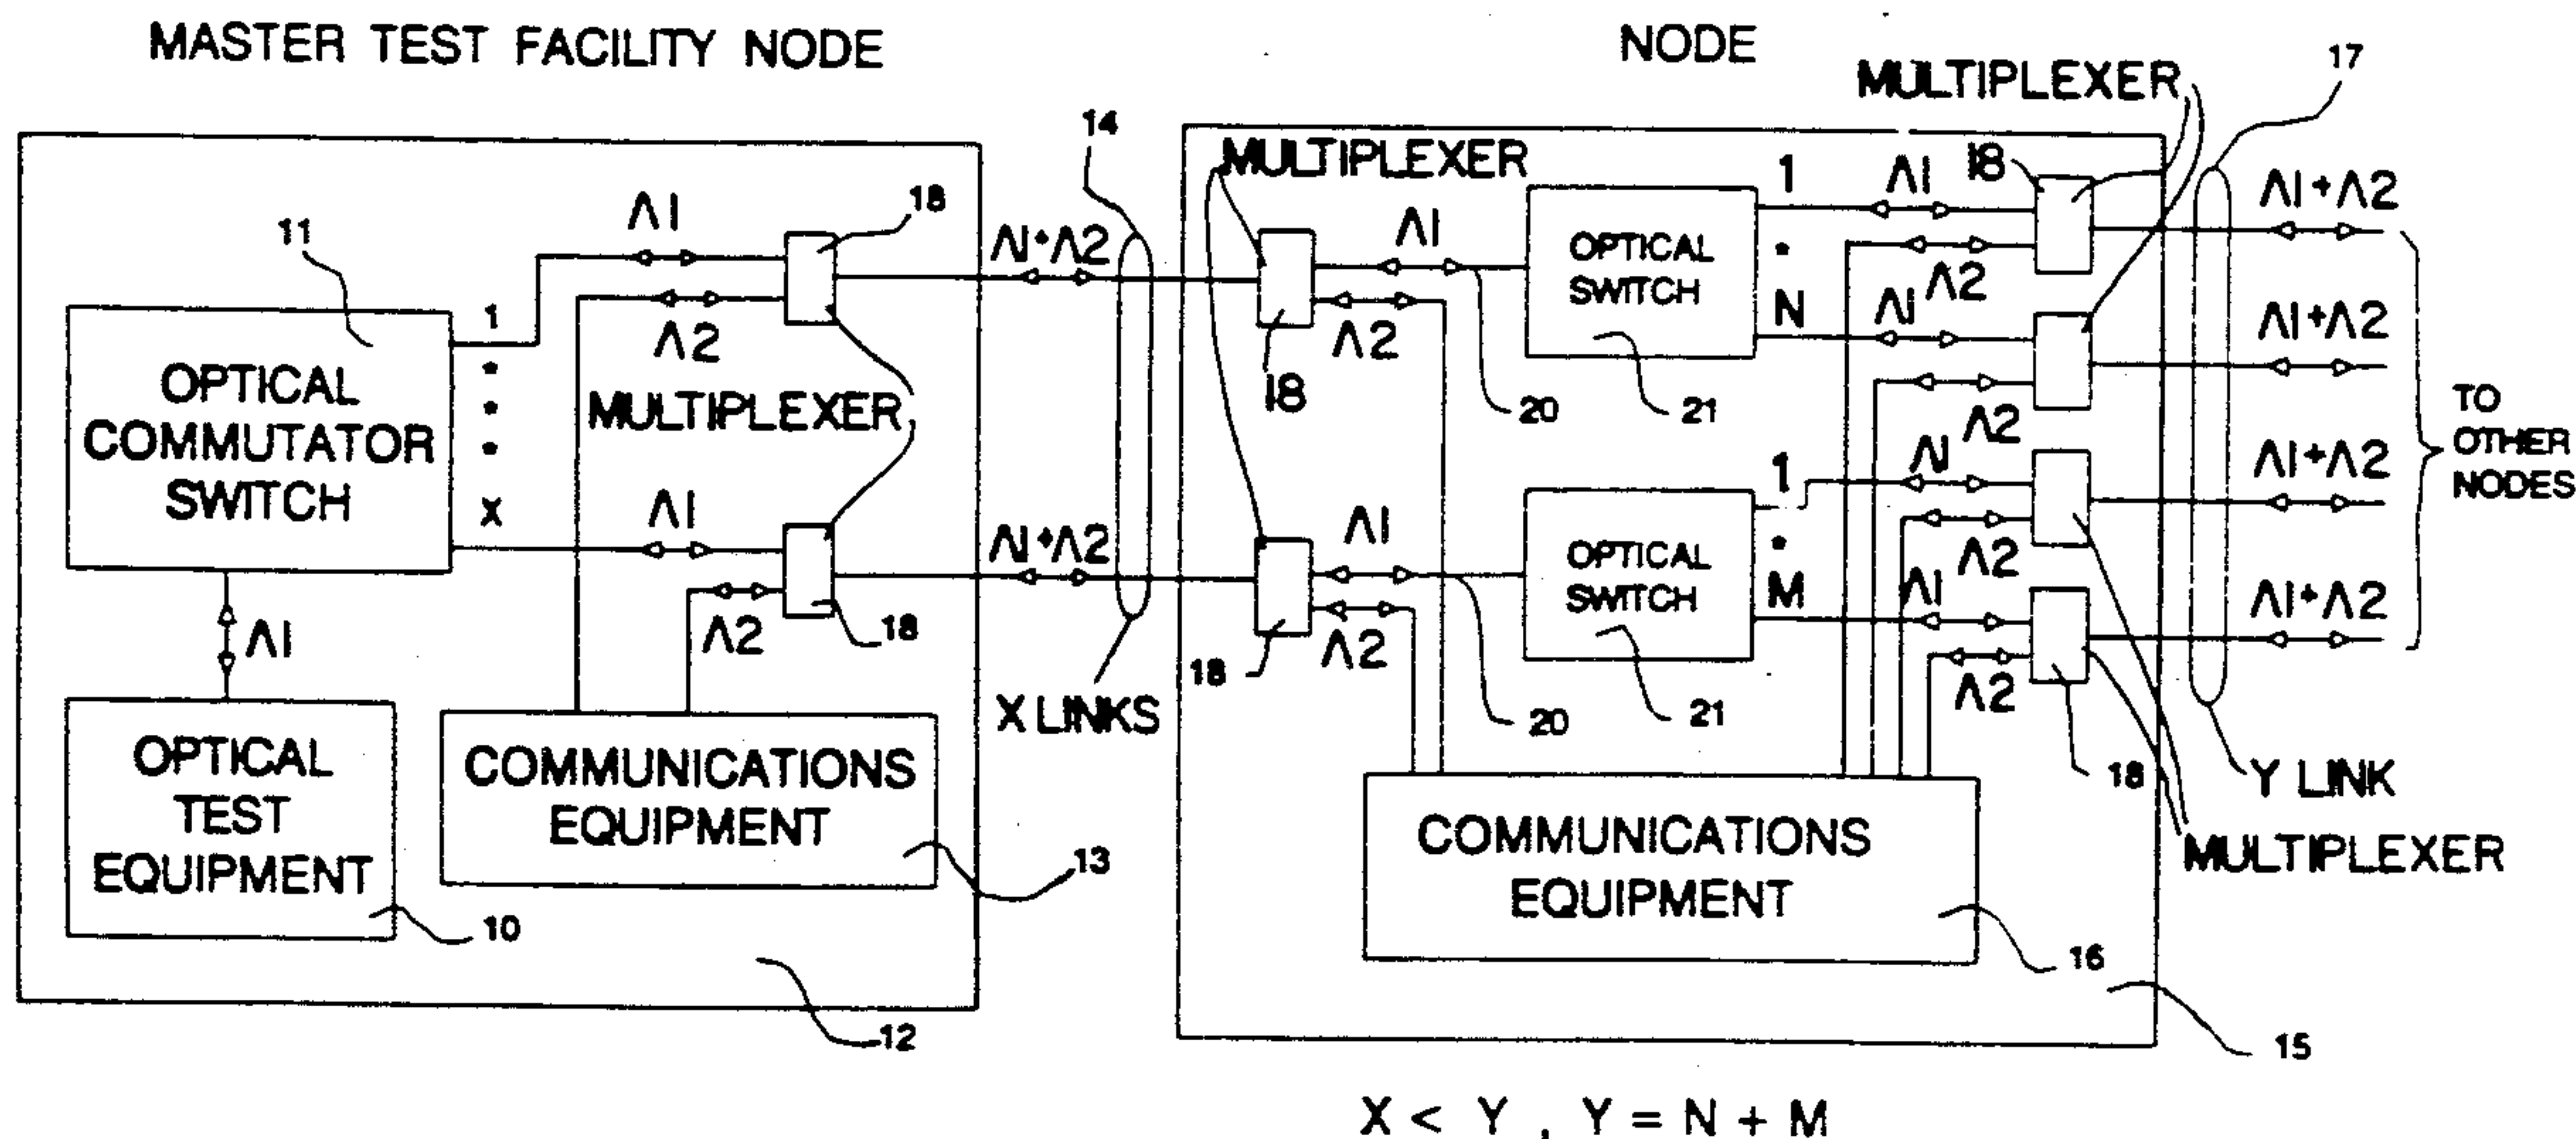 MASTER TEST FACILITY NODE
NODE
MULTIPLEXER
17
14
MULTIPLEXER
1
Λ1
18
Λ1+Λ2
11
Λ1
18
Λ1+Λ2
Λ1
OPTICAL
SWITCH
*
N
Λ2
Λ1
Λ1+Λ2
1
Λ2
Λ2
18
20
21
Λ2
TO
OTHER
NODES
OPTICAL
COMMUTATOR
SWITCH
*
*
*
X
MULTIPLEXER
Λ1
Λ1+Λ2
Λ1
OPTICAL
SWITCH
1
*
M
Λ1
Λ2
Λ1
Λ1+Λ2
Λ1+Λ2
Λ1
Λ2
18
18
Λ2
20
21
Λ2
18
X LINKS
Y LINK
MULTIPLEXER
OPTICAL
TEST
EQUIPMENT
10
COMMUNICATIONS
EQUIPMENT
13
COMMUNICATIONS
EQUIPMENT
16
12
15
X < Y , Y = N + M